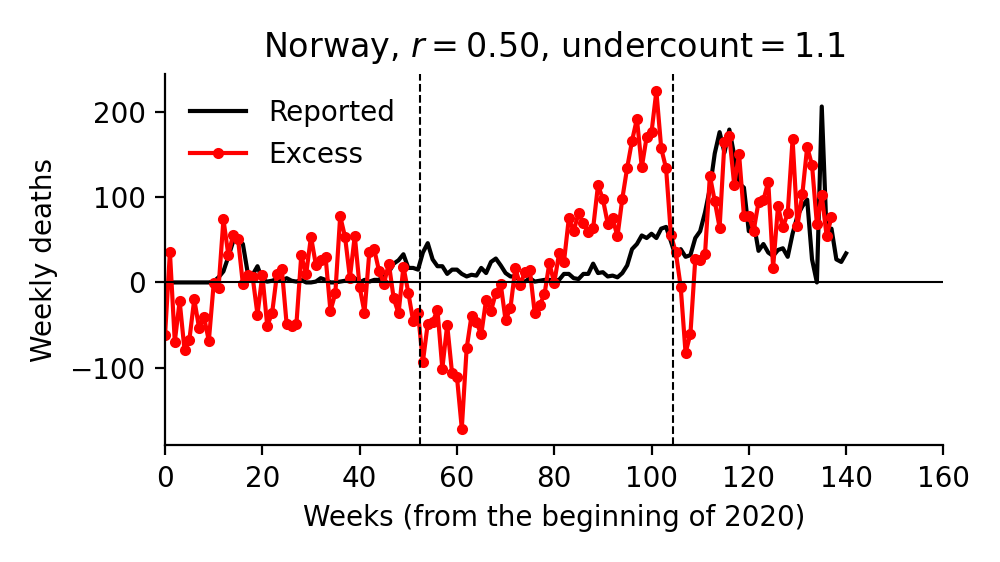 Norway, r = 0.50, undercount = 1.1
Reported
Excess
Weekly deaths
200
100
0
−100
0 20 40 60 80 100 120 140 160
Weeks (from the beginning of 2020)